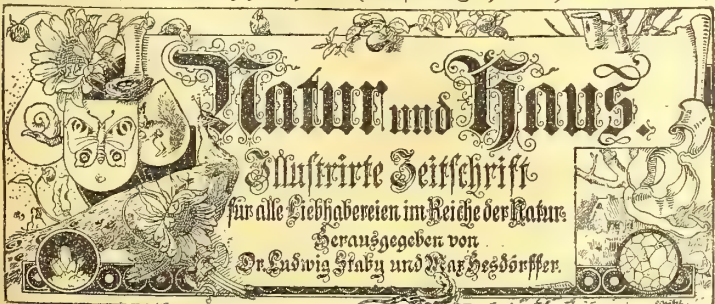 Natur und Haus.
Illustrirte Zeitschrift
für alle Liebhabereien im Reiche der Natur
Herausgegeben von
Dr. Ludwig Staby und Max Hesdörffer.